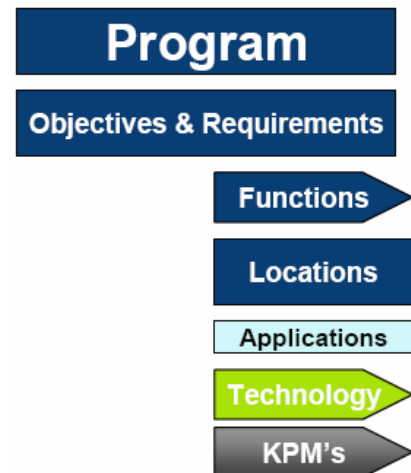 Program
Objectives & Requirements
Functions
Locations
Applications
Technology
KPM's